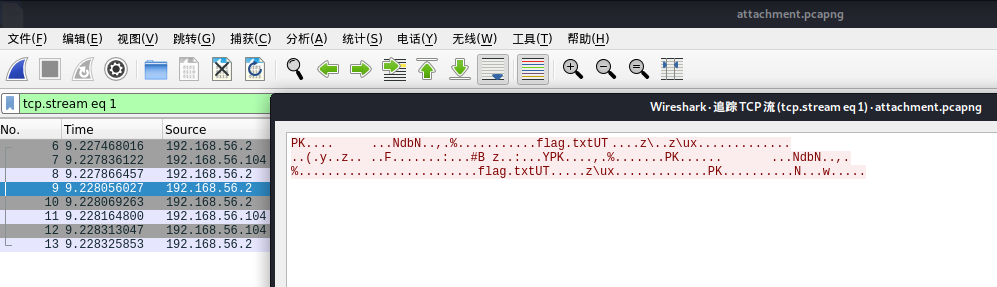 attachment.pcapng
文件(F) 编辑(E) 视图(V) 跳转(G) 捕获(C) 分析(A) 统计(S) 电话(Y) 无线(W) 工具(T) 帮助(H)
tcp.stream eq 1
Wireshark · 追踪 TCP 流 (tcp.stream eq 1) · attachment.pcapng
No. Time Source
6 9.227468016 192.168.56.2
7 9.227836122 192.168.56.104
8 9.227866457 192.168.56.2
9 9.228056027 192.168.56.2
10 9.228069263 192.168.56.2
11 9.228164800 192.168.56.104
12 9.228313047 192.168.56.104
13 9.228325853 192.168.56.2
PK.... ...NdbN..,.%...........flag.txtUT ....z\..z\ux.............
..(.y..z.. ..F.......:...#B z..:...YPK....,.%.......PK...... ...NdbN..,.
%........................flag.txtUT.....z\ux.............PK..........N...w.....